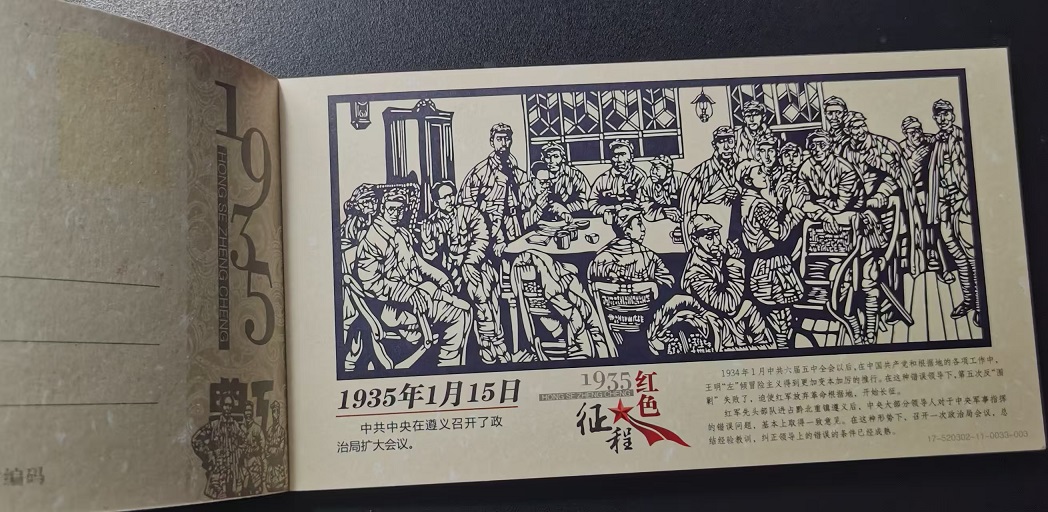 1935
HONG SE ZHENG CHENG
编码
1935年1月15日
中共中央在遵义召开了政
治局扩大会议。
1935
HONG SE ZHENG CHENG
红色
征程
1934年1月中共六届五中全会以后，在中国共产党和根据地的各项工作中，
王明“左”倾冒险主义得到更加变本加厉的推行。在这种错误领导下，第五次反“围
剿”失败了，迫使红军放弃革命根据地，开始长征。
红军先头部队进占黔北重镇遵义后，中央大部分领导人对于中央军事指挥
的错误问题，基本上取得一致意见。在这种形势下，召开一次政治局会议，总
结经验教训，纠正领导上的错误的条件已经成熟。
17-520302-11-0033-003